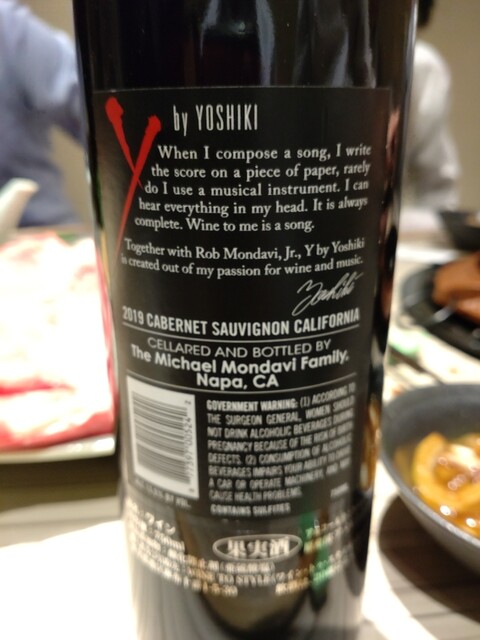 Y
by YOSHIKI
When I compose a song, I write
the score on a piece of paper, rarely
do I use a musical instrument. I can
hear everything in my head. It is always
complete. Wine to me is a song.
Together with Rob Mondavi, Jr., Y by Yoshiki
is created out of my passion for wine and music.
Yoshiki
2019 CABERNET SAUVIGNON CALIFORNIA
CELLARED AND BOTTLED BY
The Michael Mondavi Family,
Napa, CA
GOVERNMENT WARNING: (1) ACCORDING TO
THE SURGEON GENERAL, WOMEN SHOULD
NOT DRINK ALCOHOLIC BEVERAGES DURING
PREGNANCY BECAUSE OF THE RISK OF BIRTH
DEFECTS. (2) CONSUMPTION OF ALCOHOLIC
BEVERAGES IMPAIRS YOUR ABILITY TO DRIVE
A CAR OR OPERATE MACHINERY, AND MAY
CAUSE HEALTH PROBLEMS.
CONTAINS SULFITES
果実酒